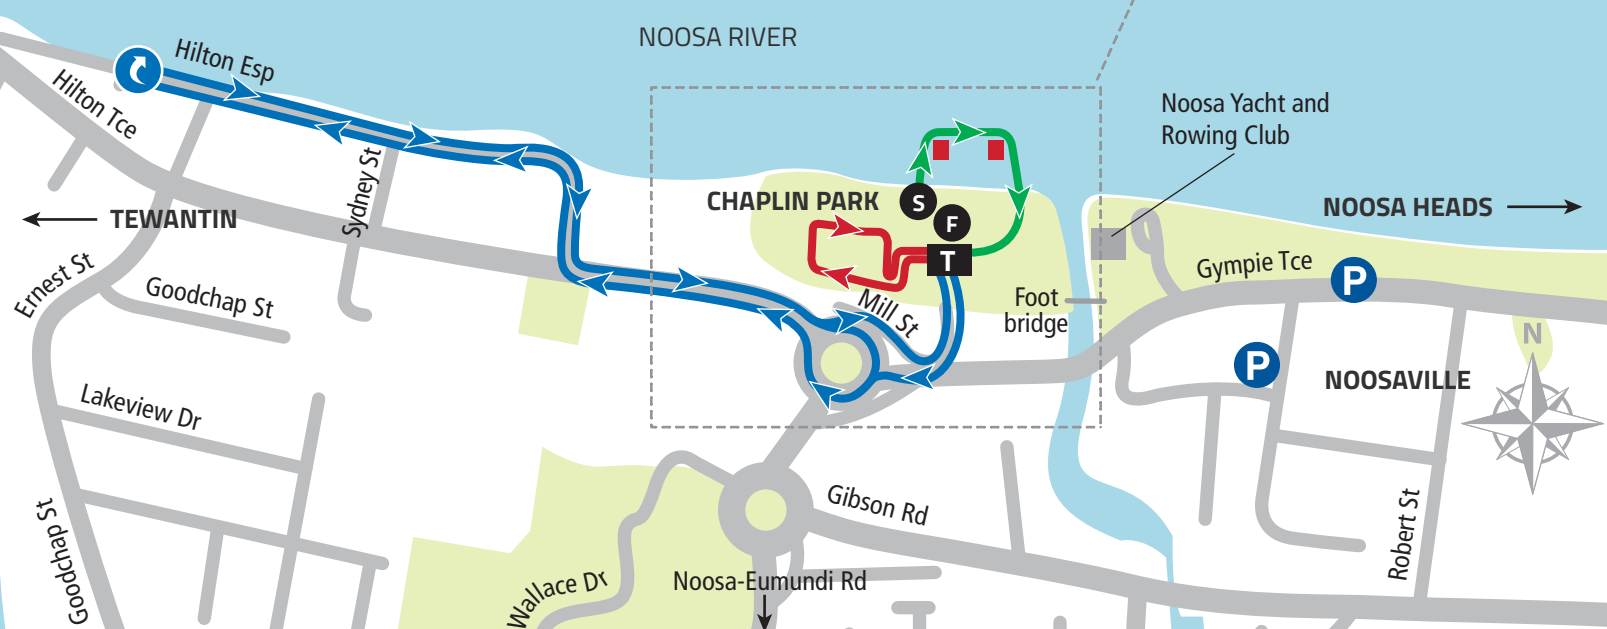 NOOSA RIVER
Hilton Esp
Hilton Tce
Noosa Yacht and
Rowing Club
Sydney St
CHAPLIN PARK
S
F
T
NOOSA HEADS
TEWANTIN
Ernest St
Goodchap St
Mill St
Foot
bridge
Gympie Tce
P
P
N
NOOSAVILLE
Lakeview Dr
Goodchap St
Gibson Rd
Robert St
Wallace Dr
Noosa-Eumundi Rd